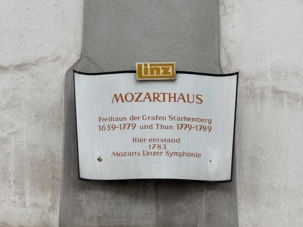 linz
MOZARTHAUS
Freihaus der Grafen Starhemberg
1659-1779 und Thun 1779-1789
Hier entstand
1783
Mozarts Linzer Symphonie